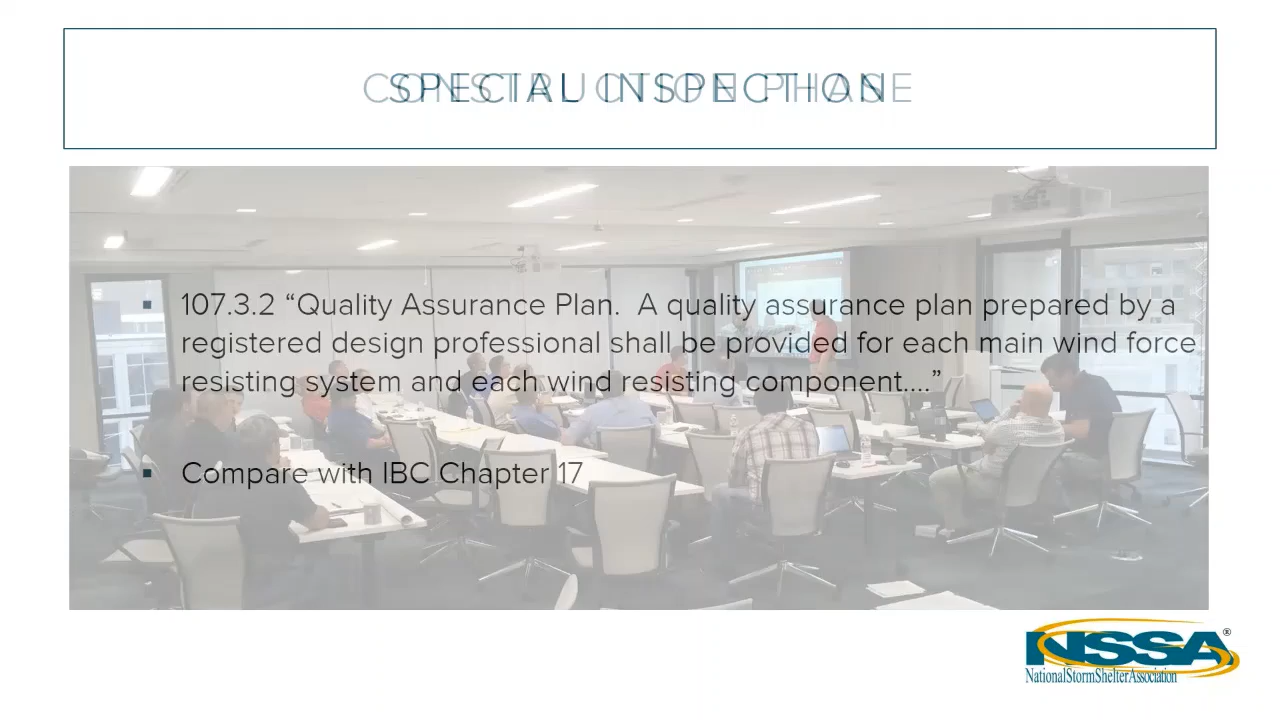 SPECIAL INSPECTION
CONSTRUCTION PHASE
▪ 107.3.2 “Quality Assurance Plan.  A quality assurance plan prepared by a
registered design professional shall be provided for each main wind force
resisting system and each wind resisting component....”
▪ Compare with IBC Chapter 17
NSSA®
NationalStormShelterAssociation